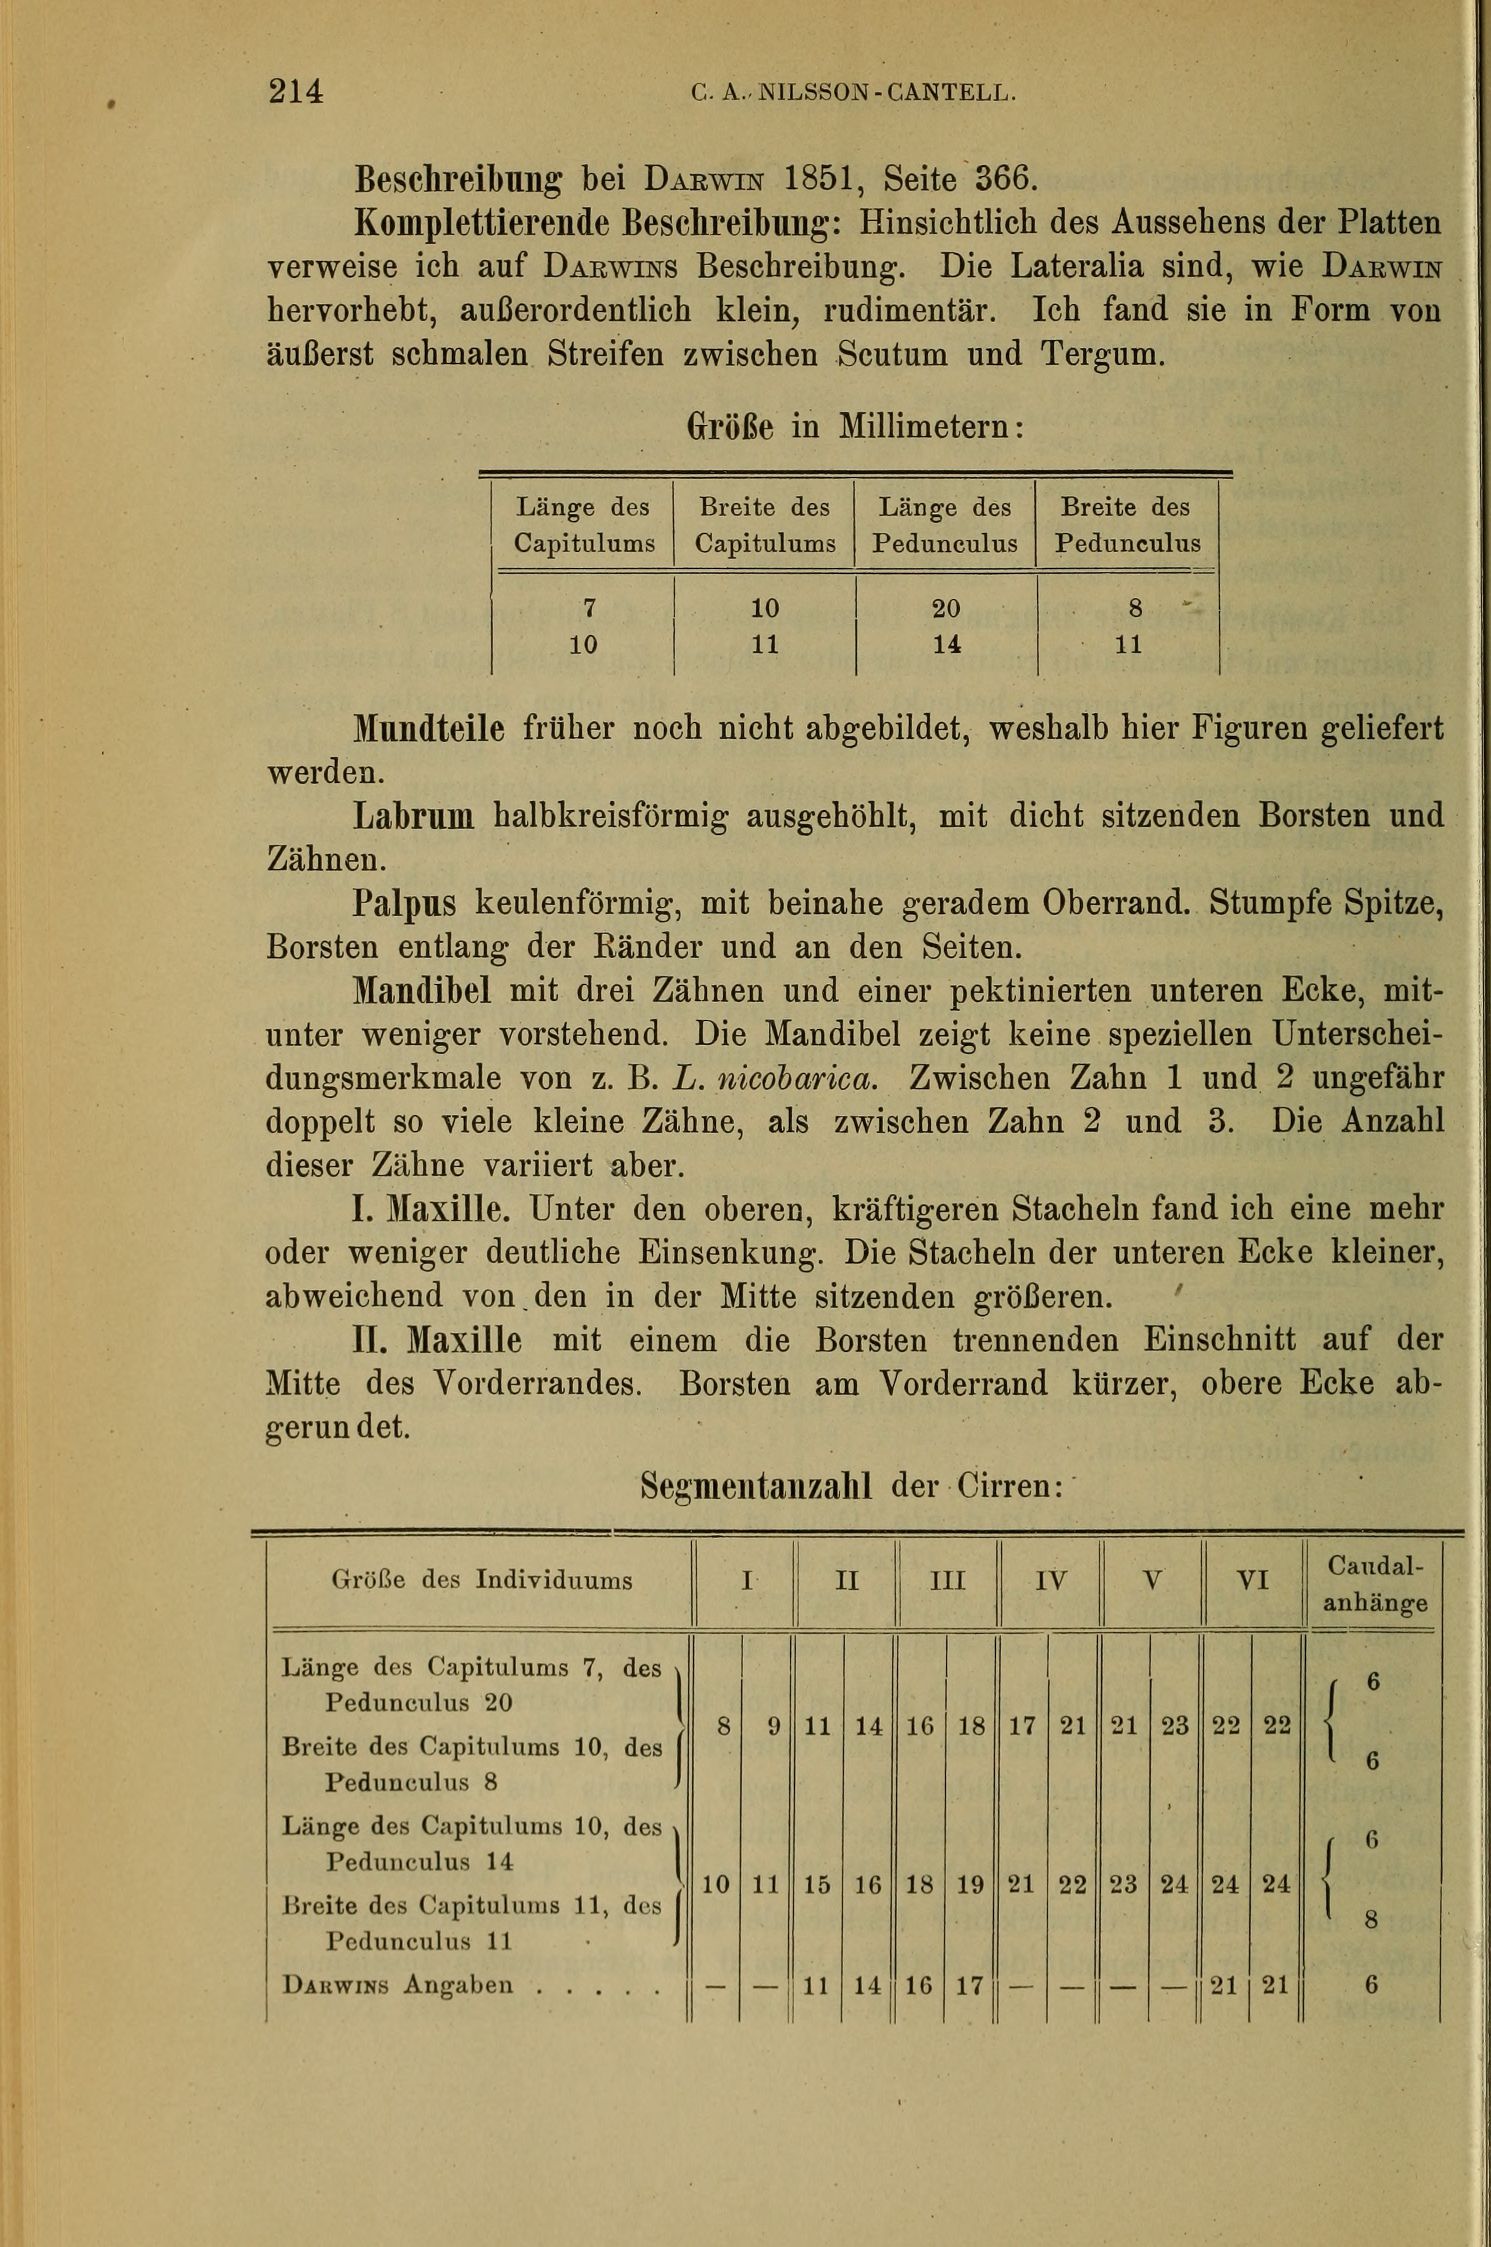 214
C. A. NILSSON-CANTELL.
Beschreibung bei DARWIN 1851, Seite 366.
Komplettierende Beschreibung: Hinsichtlich des Aussehens der Platten
verweise ich auf DARWINS Beschreibung. Die Lateralia sind, wie DARWIN
hervorhebt, außerordentlich klein, rudimentär. Ich fand sie in Form von
äußerst schmalen Streifen zwischen Scutum und Tergum.
Größe in Millimetern:
Länge des Breite des Länge des Breite des
Capitulums Capitulums Pedunculus Pedunculus
7 10 20 8
10 11 14 11
Mundteile früher noch nicht abgebildet, weshalb hier Figuren geliefert
werden.
Labrum halbkreisförmig ausgehöhlt, mit dicht sitzenden Borsten und
Zähnen.
Palpus keulenförmig, mit beinahe geradem Oberrand. Stumpfe Spitze,
Borsten entlang der Ränder und an den Seiten.
Mandibel mit drei Zähnen und einer pektinierten unteren Ecke, mit-
unter weniger vorstehend. Die Mandibel zeigt keine speziellen Unterschei-
dungsmerkmale von z. B. L. nicobarica. Zwischen Zahn 1 und 2 ungefähr
doppelt so viele kleine Zähne, als zwischen Zahn 2 und 3. Die Anzahl
dieser Zähne variiert aber.
I. Maxille. Unter den oberen, kräftigeren Stacheln fand ich eine mehr
oder weniger deutliche Einsenkung. Die Stacheln der unteren Ecke kleiner,
abweichend von den in der Mitte sitzenden größeren.
II. Maxille mit einem die Borsten trennenden Einschnitt auf der
Mitte des Vorderrandes. Borsten am Vorderrand kürzer, obere Ecke ab-
gerundet.
Segmentanzahl der Cirren:
Größe des Individuums I II III IV V VI Caudal-
anhänge
Länge des Capitulums 7, des 6
Pedunculus 20
8 9 11 14 16 18 17 21 21 23 22 22
Breite des Capitulums 10, des 6
Pedunculus 8
Länge des Capitulums 10, des 6
Pedunculus 14
10 11 15 16 18 19 21 22 23 24 24 24
Breite des Capitulums 11, des 8
Pedunculus 11
DARWINS Angaben . . . . . — — 11 14 16 17 — — — — 21 21 6